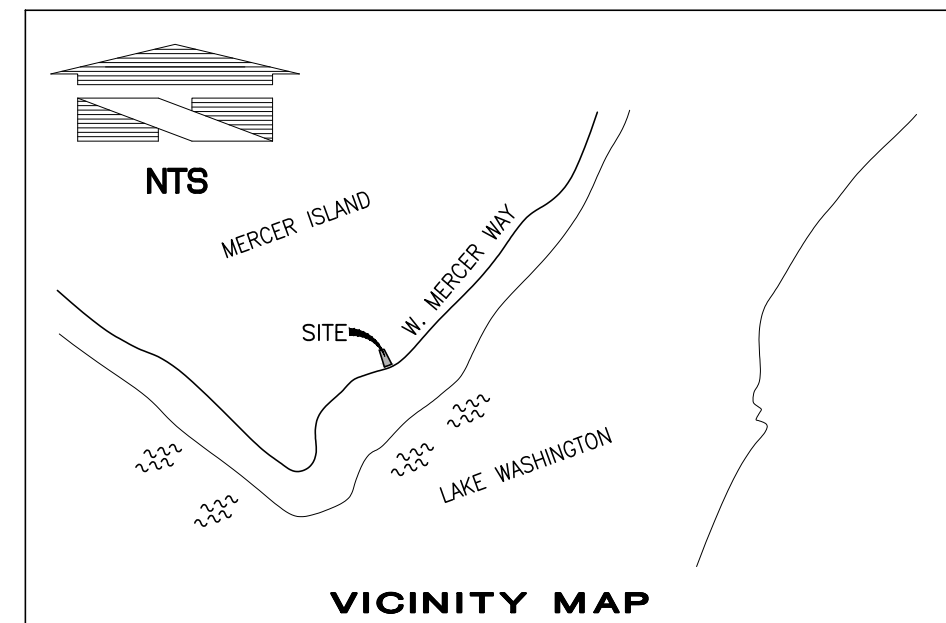 NTS
MERCER ISLAND
W. MERCER WAY
SITE
LAKE WASHINGTON
VICINITY MAP